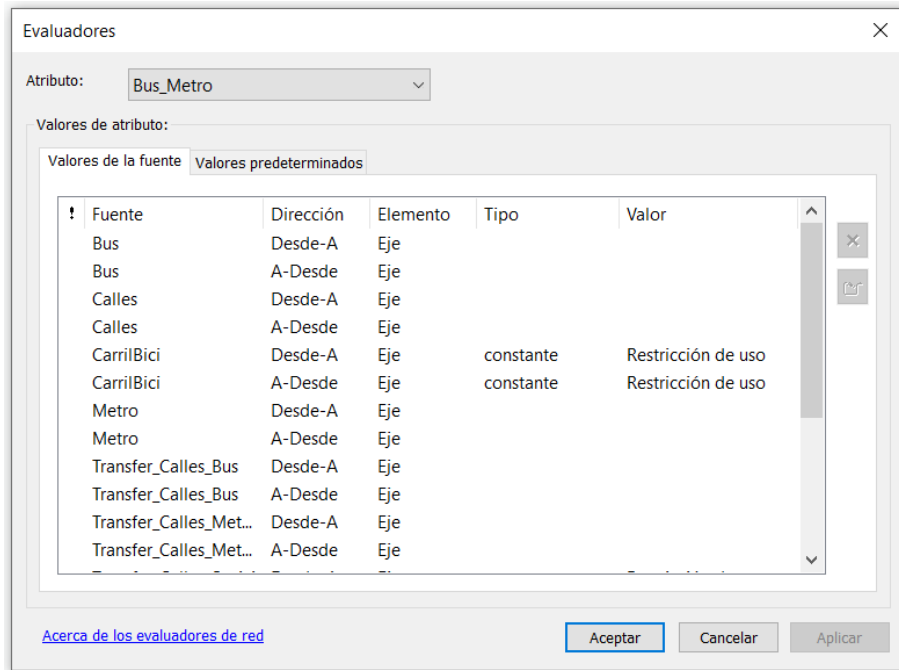 Evaluadores
Atributo: Bus_Metro
Valores de atributo:
Valores de la fuente Valores predeterminados
! Fuente Dirección Elemento Tipo Valor
Bus Desde-A Eje
Bus A-Desde Eje
Calles Desde-A Eje
Calles A-Desde Eje
CarrilBici Desde-A Eje constante Restricción de uso
CarrilBici A-Desde Eje constante Restricción de uso
Metro Desde-A Eje
Metro A-Desde Eje
Transfer_Calles_Bus Desde-A Eje
Transfer_Calles_Bus A-Desde Eje
Transfer_Calles_Met... Desde-A Eje
Transfer_Calles_Met... A-Desde Eje
Acerca de los evaluadores de red Aceptar Cancelar Aplicar